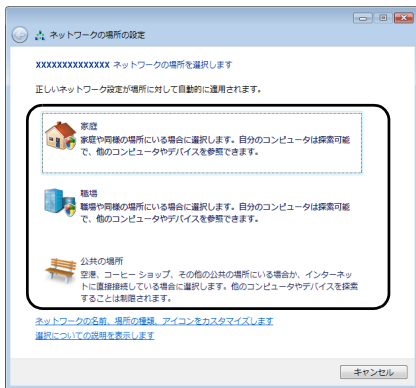 ネットワークの場所の設定
XXXXXXXXXXXXXX ネットワークの場所を選択します
正しいネットワーク設定が場所に対して自動的に適用されます。
家庭
家庭や同様の場所にいる場合に選択します。自分のコンピュータは探索可能
で、他のコンピュータやデバイスを参照できます。
職場
職場や同様の場所にいる場合に選択します。自分のコンピュータは探索可能
で、他のコンピュータやデバイスを参照できます。
公共の場所
空港、コーヒー ショップ、その他の公共の場所にいる場合か、インターネッ
トに直接接続している場合に選択します。他のコンピュータやデバイスを探索
することは制限されます。
ネットワークの名前、場所の種類、アイコンをカスタマイズします
選択についての説明を表示します
キャンセル